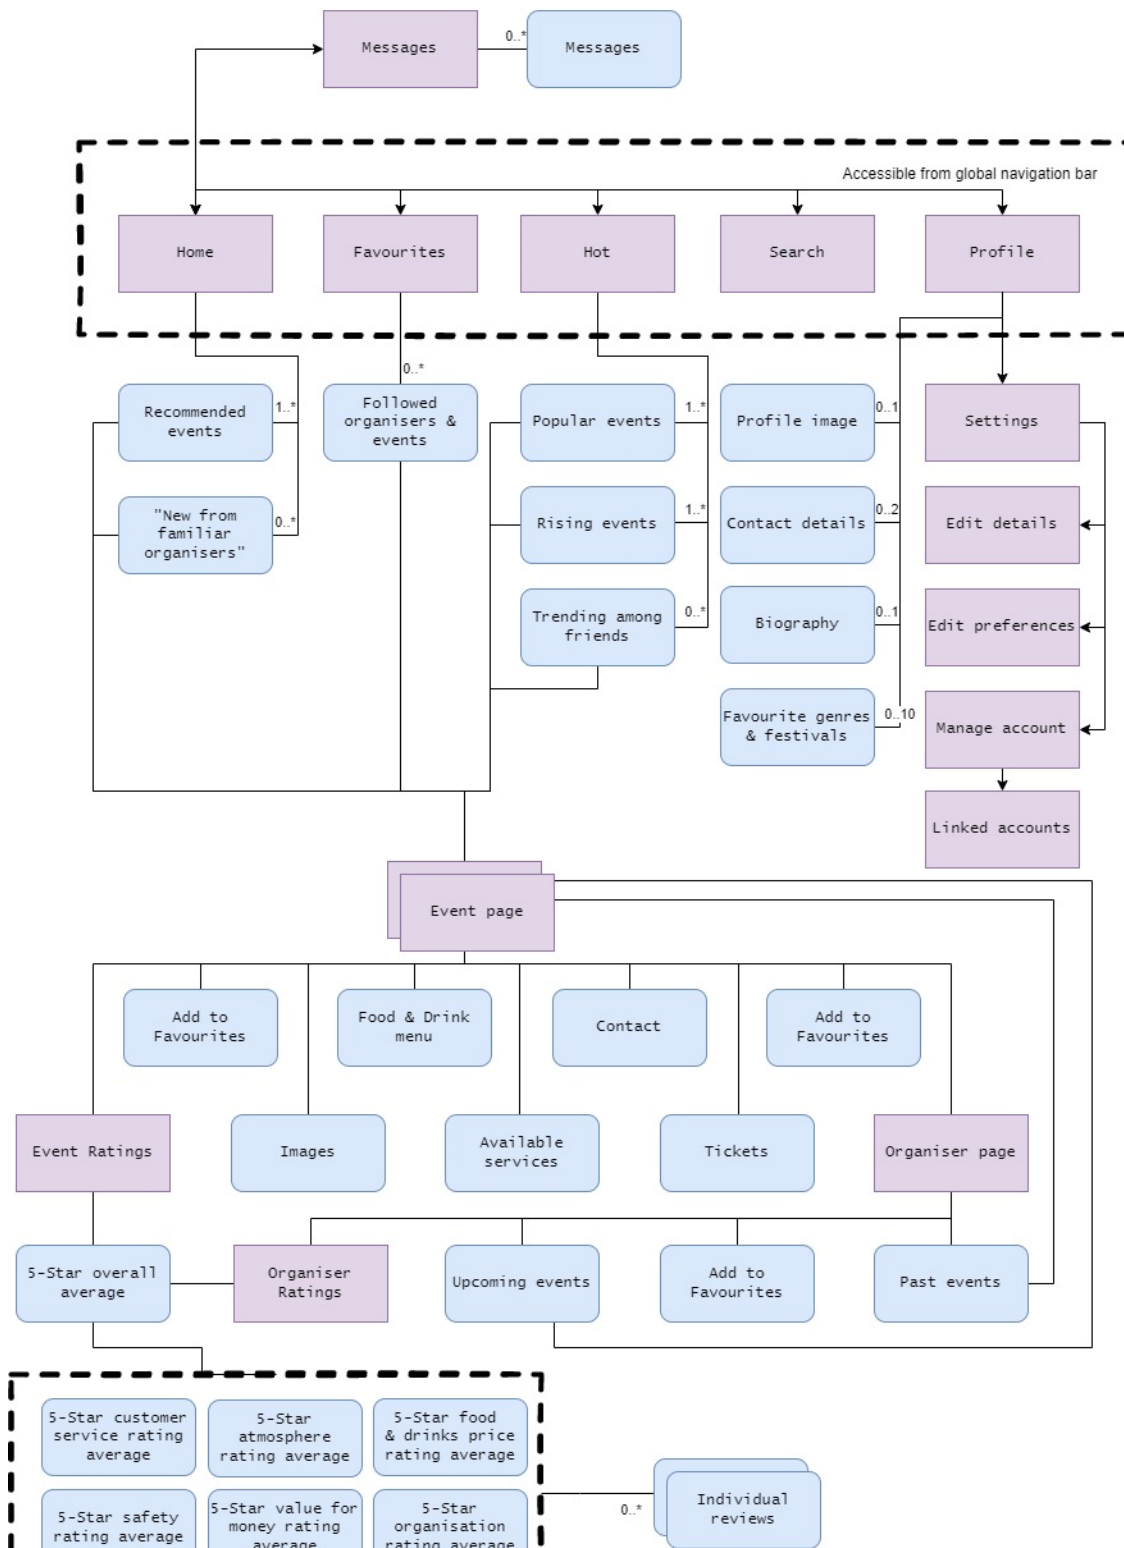 Messages
0..*
Messages
Accessible from global navigation bar
Home
Favourites
Hot
Search
Profile
0..*
Recommended
events
1..*
Followed
organisers &
events
Popular events
1..*
Profile image
0..1
Settings
"New from
familiar
organisers"
0..*
Rising events
1..*
Contact details
0..2
Edit details
Trending among
friends
0..*
Biography
0..1
Edit preferences
Favourite genres
& festivals
0..10
Manage account
Linked accounts
Event page
Add to
Favourites
Food & Drink
menu
Contact
Add to
Favourites
Event Ratings
Images
Available
services
Tickets
Organiser page
5-Star overall
average
Organiser
Ratings
Upcoming events
Add to
Favourites
Past events
5-Star customer
service rating
average
5-Star
atmosphere
rating average
5-Star food
& drinks price
rating average
5-Star safety
rating average
5-Star value for
money rating
average
5-Star
organisation
rating average
0..*
Individual
reviews